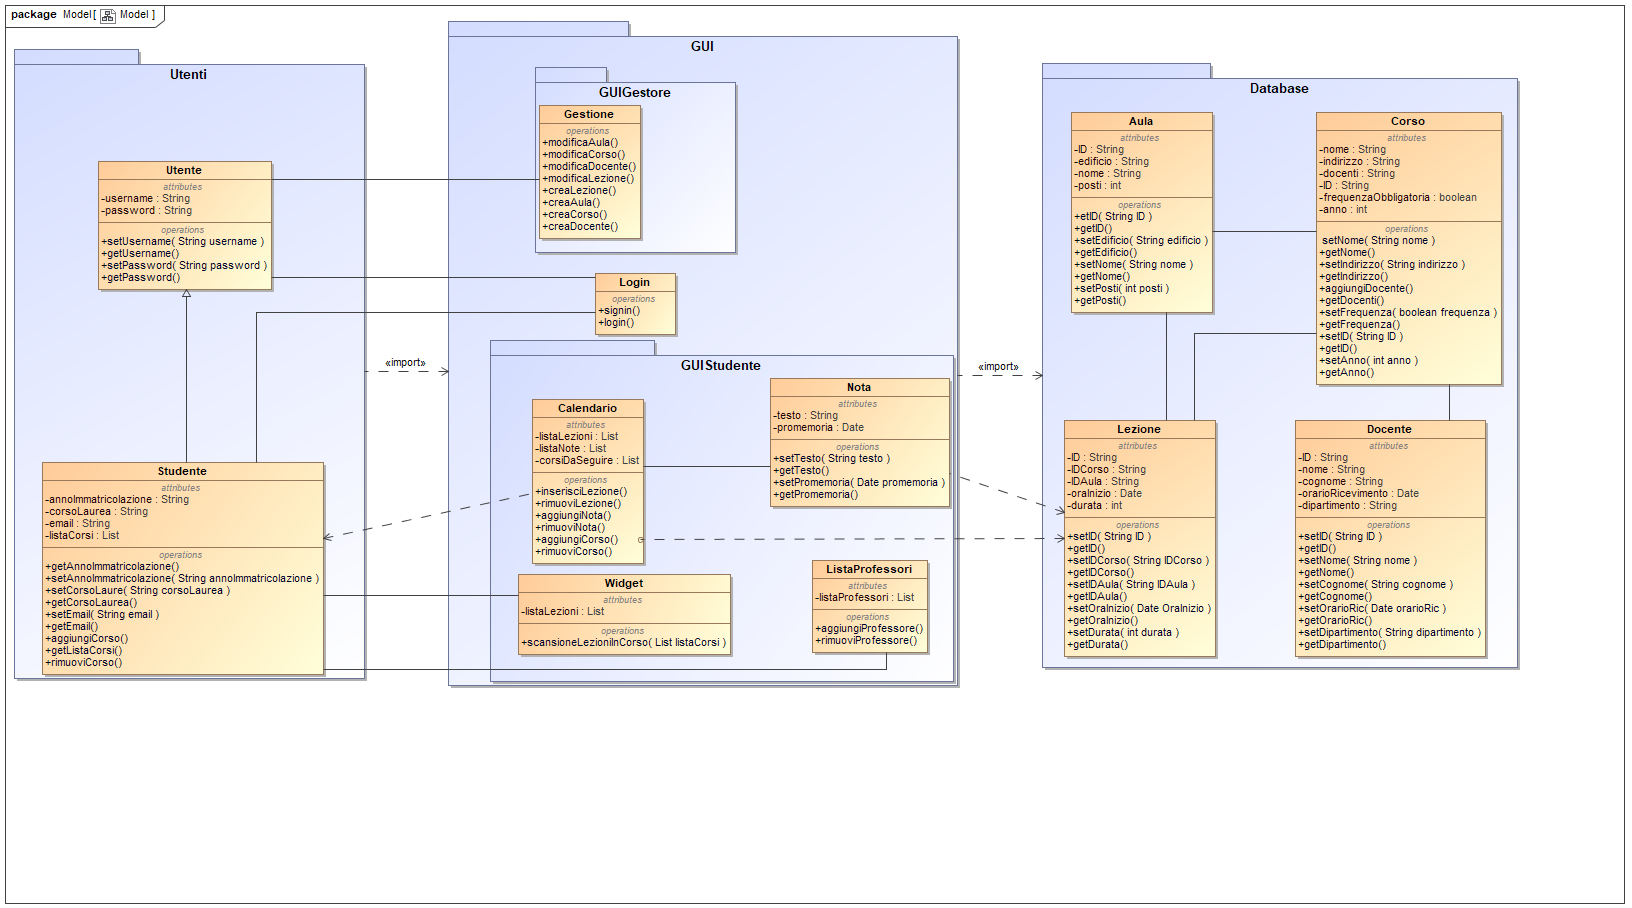 package Model[ Model ]
Utenti
Utente
attributes
-username : String
-password : String
operations
+setUsername( String username )
+getUsername()
+setPassword( String password )
+getPassword()
Studente
attributes
-annoImmatricolazione : String
-corsoLaurea : String
-email : String
-listaCorsi : List
operations
+getAnnoImmatricolazione()
+setAnnoImmatricolazione( String annoImmatricolazione )
+setCorsoLaure( String corsoLaurea )
+getCorsoLaurea()
+setEmail( String email )
+getEmail()
+aggiungiCorso()
+getListaCorsi()
+rimuoviCorso()
«import»
GUI
GUIGestore
Gestione
operations
+modificaAula()
+modificaCorso()
+modificaDocente()
+modificaLezione()
+creaLezione()
+creaAula()
+creaCorso()
+creaDocente()
Login
operations
+signin()
+login()
GUIStudente
Calendario
attributes
-listaLezioni : List
-listaNote : List
-corsiDaSeguire : List
operations
+inserisciLezione()
+rimuoviLezione()
+aggiungiNota()
+rimuoviNota()
+aggiungiCorso()
+rimuoviCorso()
Nota
attributes
-testo : String
-promemoria : Date
operations
+setTesto( String testo )
+getTesto()
+setPromemoria( Date promemoria )
+getPromemoria()
Widget
attributes
-listaLezioni : List
operations
+scansioneLezioniInCorso( List listaCorsi )
ListaProfessori
attributes
-listaProfessori : List
operations
+aggiungiProfessore()
+rimuoviProfessore()
«import»
Database
Aula
attributes
-ID : String
-edificio : String
-nome : String
-posti : int
operations
+etID( String ID )
+getID()
+setEdificio( String edificio )
+getEdificio()
+setNome( String nome )
+getNome()
+setPosti( int posti )
+getPosti()
Corso
attributes
-nome : String
-indirizzo : String
-docenti : String
-ID : String
-frequenzaObbligatoria : boolean
-anno : int
operations
setNome( String nome )
+getNome()
+setIndirizzo( String indirizzo )
+getIndirizzo()
+aggiungiDocente()
+getDocenti()
+setFrequenza( boolean frequenza )
+getFrequenza()
+setID( String ID )
+getID()
+setAnno( int anno )
+getAnno()
Lezione
attributes
-ID : String
-IDCorso : String
-IDAula : String
-oraInizio : Date
-durata : int
operations
+setID( String ID )
+getID()
+setIDCorso( String IDCorso )
+getIDCorso()
+setIDAula( String IDAula )
+getIDAula()
+setOraInizio( Date OraInizio )
+getOraInizio()
+setDurata( int durata )
+getDurata()
Docente
attributes
-ID : String
-nome : String
-cognome : String
-orarioRicevimento : Date
-dipartimento : String
operations
+setID( String ID )
+getID()
+setNome( String nome )
+getNome()
+setCognome( String cognome )
+getCognome()
+setOrarioRic( Date orarioRic )
+getOrarioRic()
+setDipartimento( String dipartimento )
+getDipartimento()